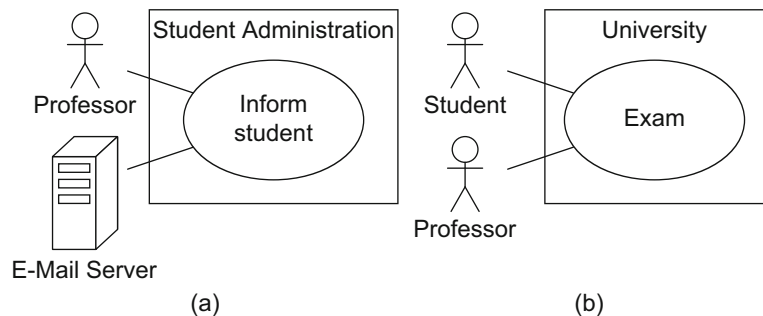 Student Administration
Professor
Inform
student
E-Mail Server
(a)
University
Student
Exam
Professor
(b)